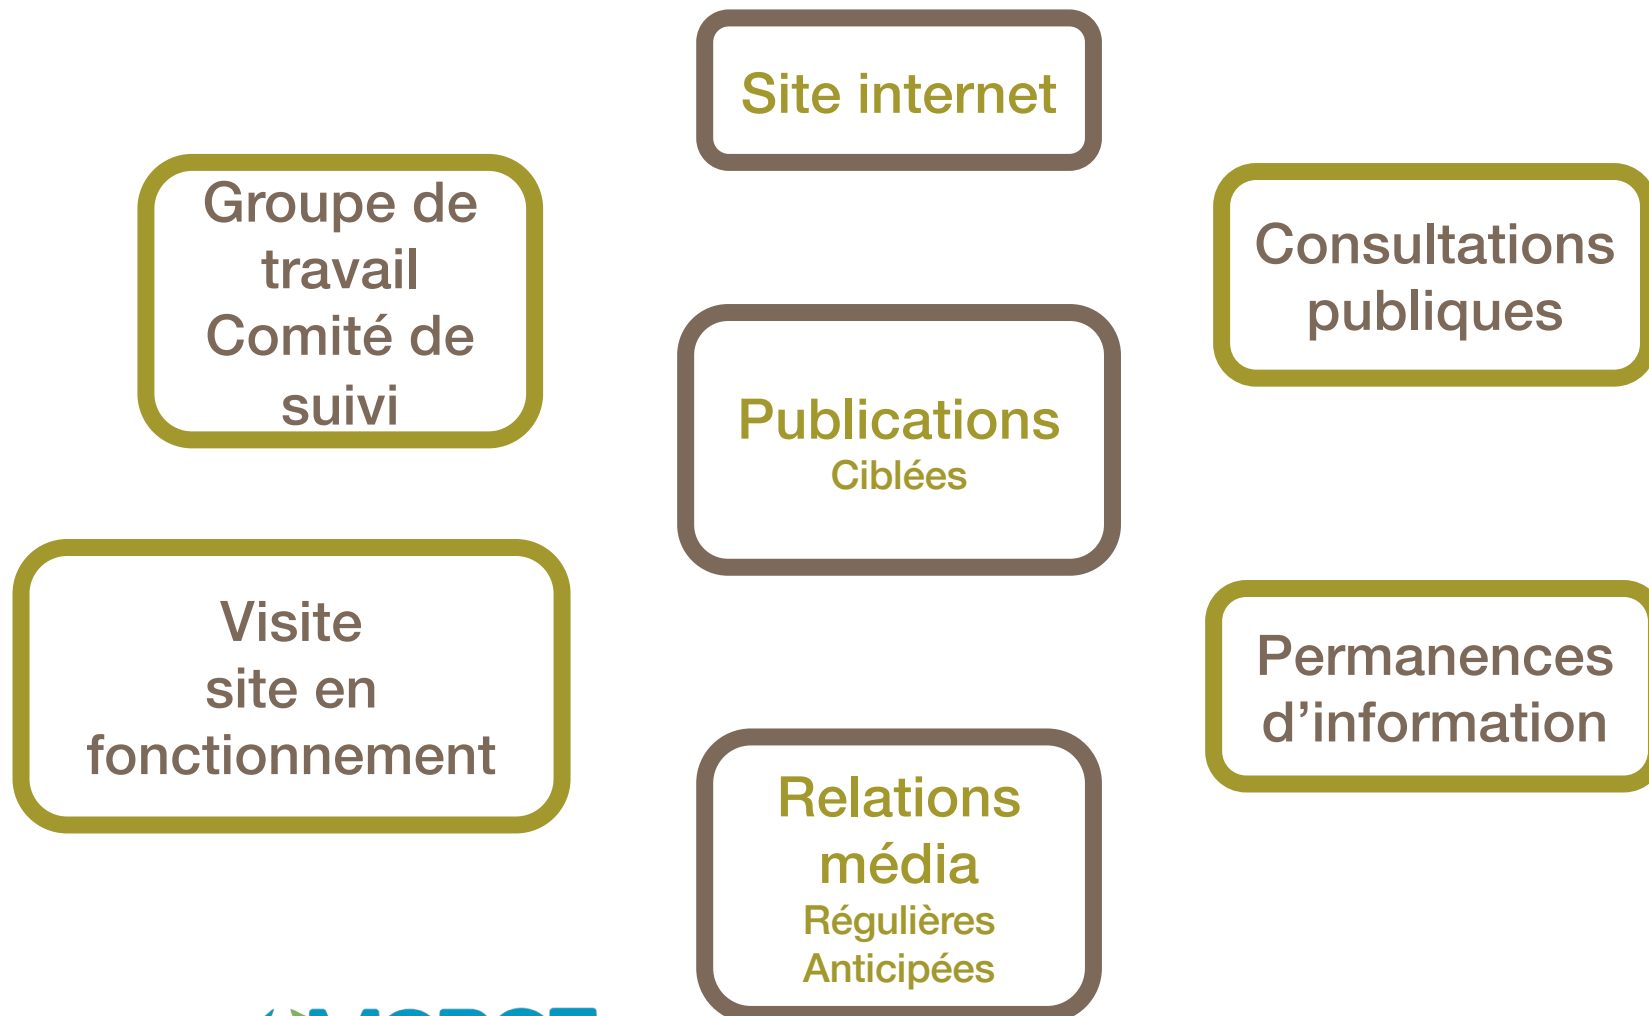 Site internet
Groupe de
travail
Comité de
suivi
Consultations
publiques
Publications
Ciblées
Visite
site en
fonctionnement
Permanences
d’information
Relations
média
Régulières
Anticipées